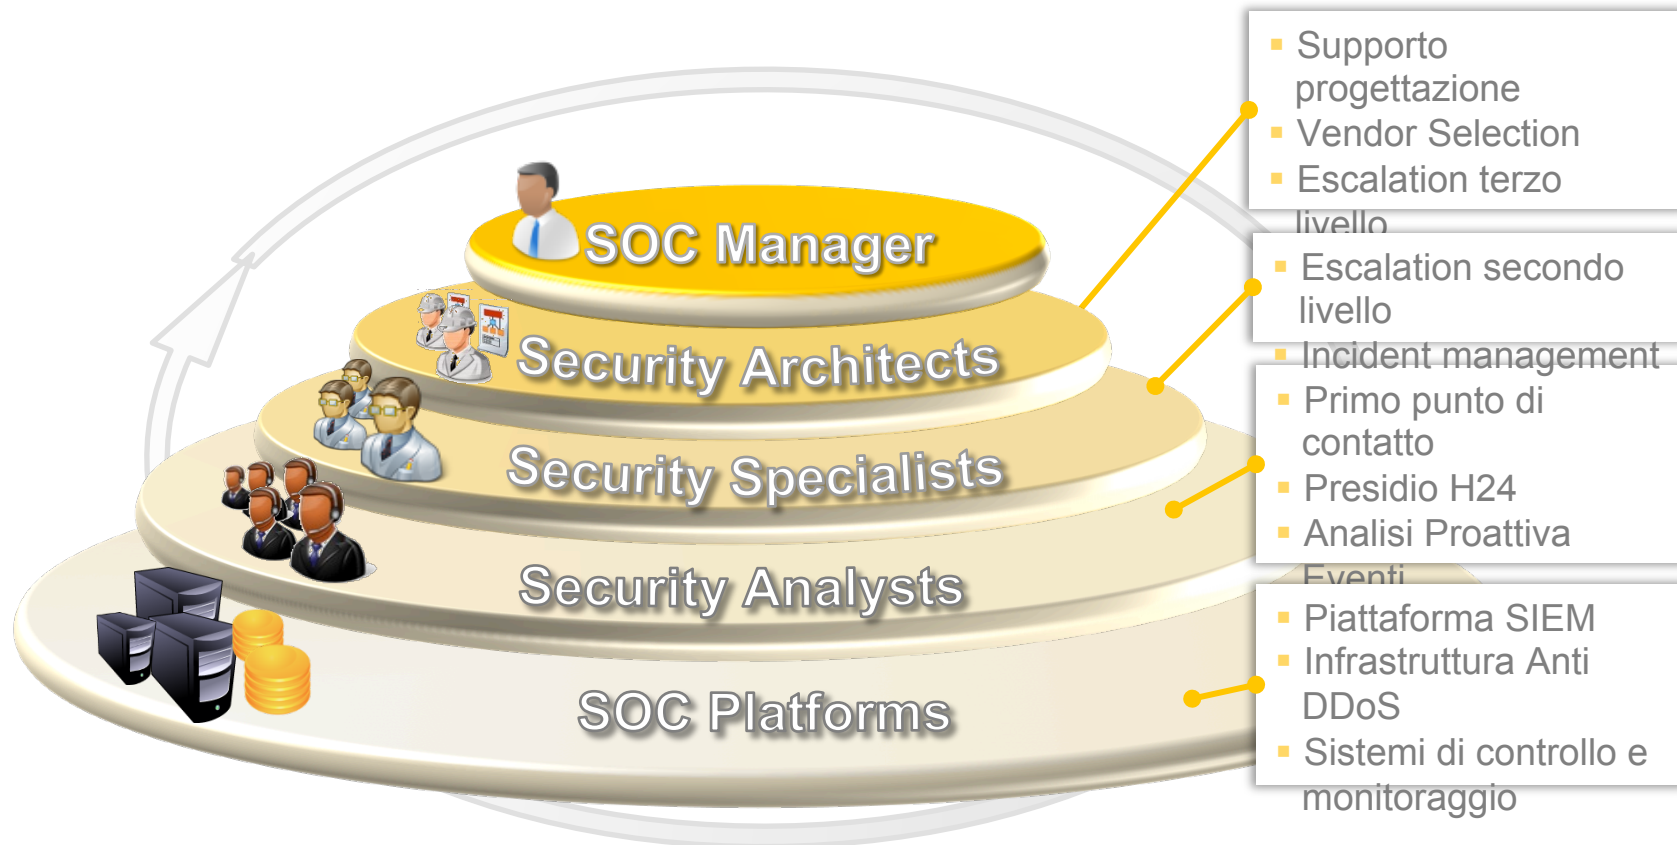 SOC Manager
Security Architects
Security Specialists
Security Analysts
SOC Platforms
▪ Supporto
progettazione
▪ Vendor Selection
▪ Escalation terzo
livello
▪ Escalation secondo
livello
▪ Incident management
▪ Primo punto di
contatto
▪ Presidio H24
▪ Analisi Proattiva
Eventi
▪ Piattaforma SIEM
▪ Infrastruttura Anti
DDoS
▪ Sistemi di controllo e
monitoraggio